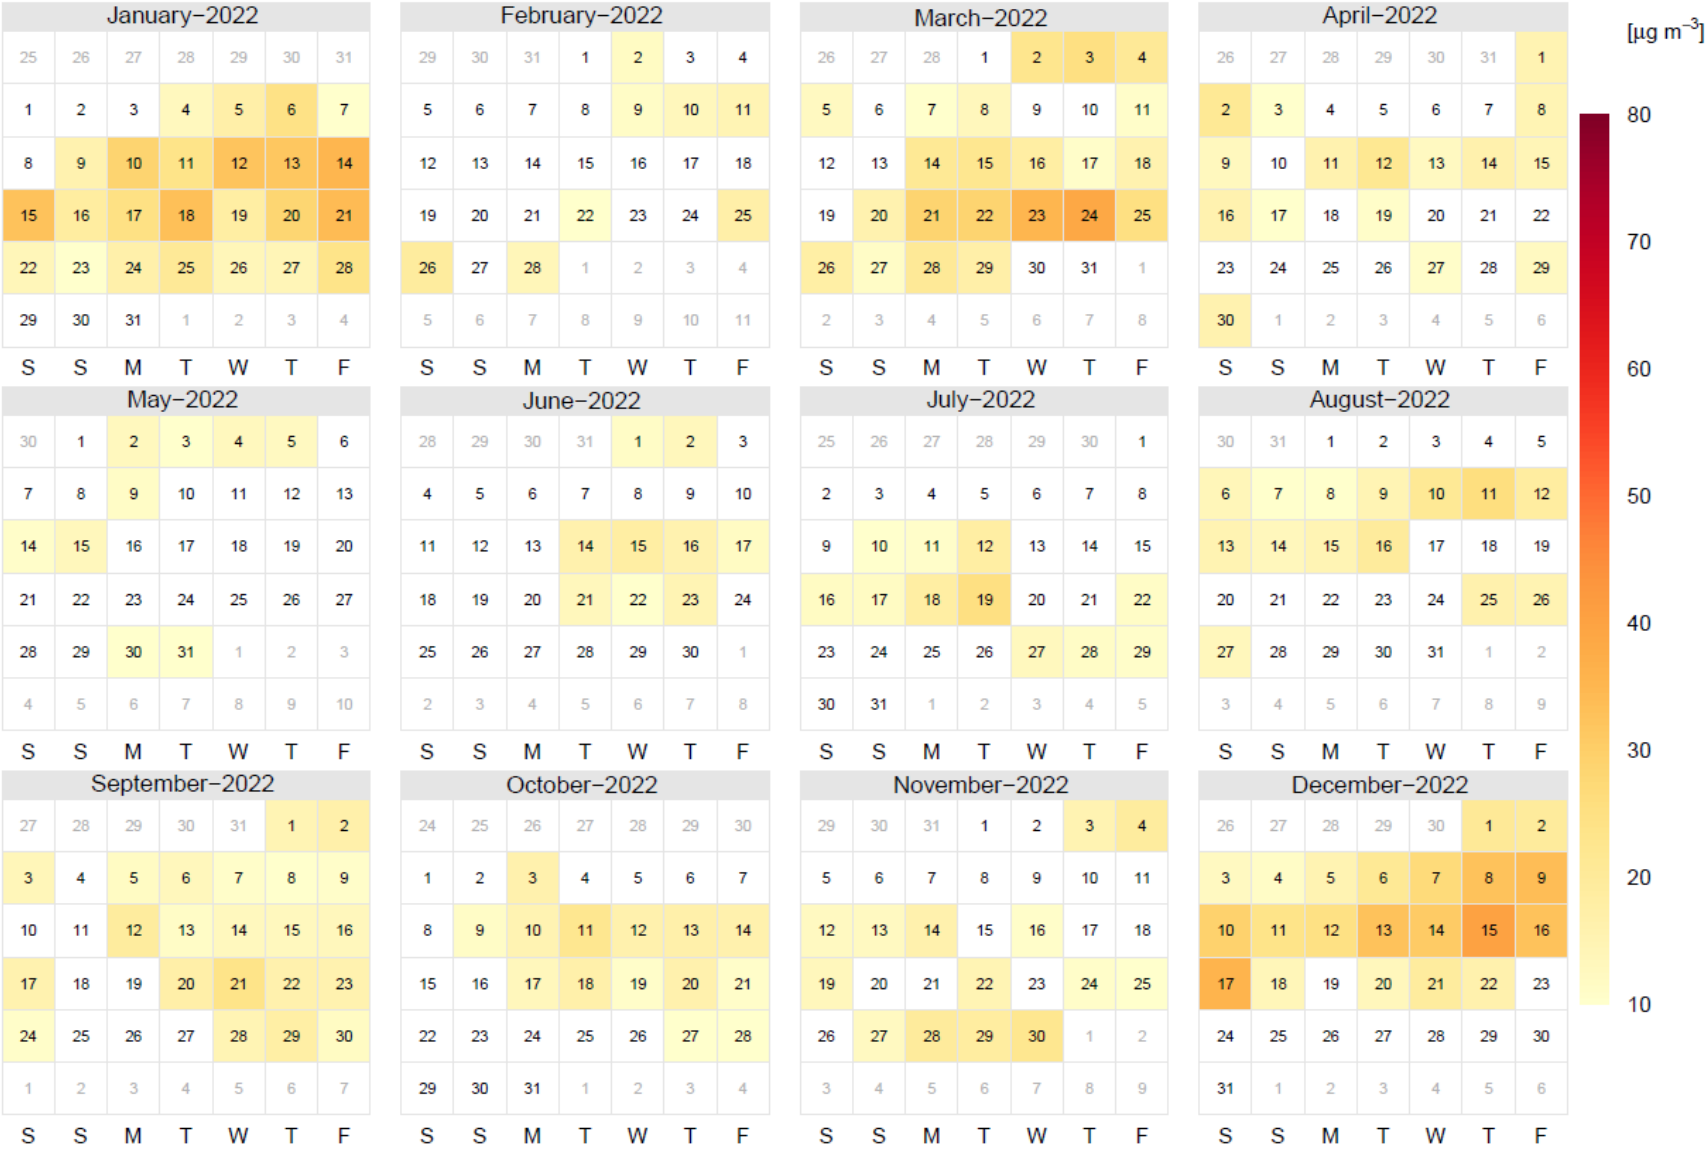 January−2022 February−2022 March−2022 April−2022 [μg m−3]
25 26 27 28 29 30 31 29 30 31 1 2 3 4 26 27 28 1 2 3 4 26 27 28 29 30 31 1
1 2 3 4 5 6 7 5 6 7 8 9 10 11 5 6 7 8 9 10 11 2 3 4 5 6 7 8 80
8 9 10 11 12 13 14 12 13 14 15 16 17 18 12 13 14 15 16 17 18 9 10 11 12 13 14 15
15 16 17 18 19 20 21 19 20 21 22 23 24 25 19 20 21 22 23 24 25 16 17 18 19 20 21 22 70
22 23 24 25 26 27 28 26 27 28 1 2 3 4 26 27 28 29 30 31 1 23 24 25 26 27 28 29
29 30 31 1 2 3 4 5 6 7 8 9 10 11 2 3 4 5 6 7 8 30 1 2 3 4 5 6
S S M T W T F S S M T W T F S S M T W T F S S M T W T F 60
May−2022 June−2022 July−2022 August−2022
30 1 2 3 4 5 6 28 29 30 31 1 2 3 25 26 27 28 29 30 1 30 31 1 2 3 4 5
7 8 9 10 11 12 13 4 5 6 7 8 9 10 2 3 4 5 6 7 8 6 7 8 9 10 11 12 50
14 15 16 17 18 19 20 11 12 13 14 15 16 17 9 10 11 12 13 14 15 13 14 15 16 17 18 19
21 22 23 24 25 26 27 18 19 20 21 22 23 24 16 17 18 19 20 21 22 20 21 22 23 24 25 26 40
28 29 30 31 1 2 3 25 26 27 28 29 30 1 23 24 25 26 27 28 29 27 28 29 30 31 1 2
4 5 6 7 8 9 10 2 3 4 5 6 7 8 30 31 1 2 3 4 5 3 4 5 6 7 8 9
S S M T W T F S S M T W T F S S M T W T F S S M T W T F 30
September−2022 October−2022 November−2022 December−2022
27 28 29 30 31 1 2 24 25 26 27 28 29 30 29 30 31 1 2 3 4 26 27 28 29 30 1 2
3 4 5 6 7 8 9 1 2 3 4 5 6 7 5 6 7 8 9 10 11 3 4 5 6 7 8 9 20
10 11 12 13 14 15 16 8 9 10 11 12 13 14 12 13 14 15 16 17 18 10 11 12 13 14 15 16
17 18 19 20 21 22 23 15 16 17 18 19 20 21 19 20 21 22 23 24 25 17 18 19 20 21 22 23 10
24 25 26 27 28 29 30 22 23 24 25 26 27 28 26 27 28 29 30 1 2 24 25 26 27 28 29 30
1 2 3 4 5 6 7 29 30 31 1 2 3 4 3 4 5 6 7 8 9 31 1 2 3 4 5 6
S S M T W T F S S M T W T F S S M T W T F S S M T W T F